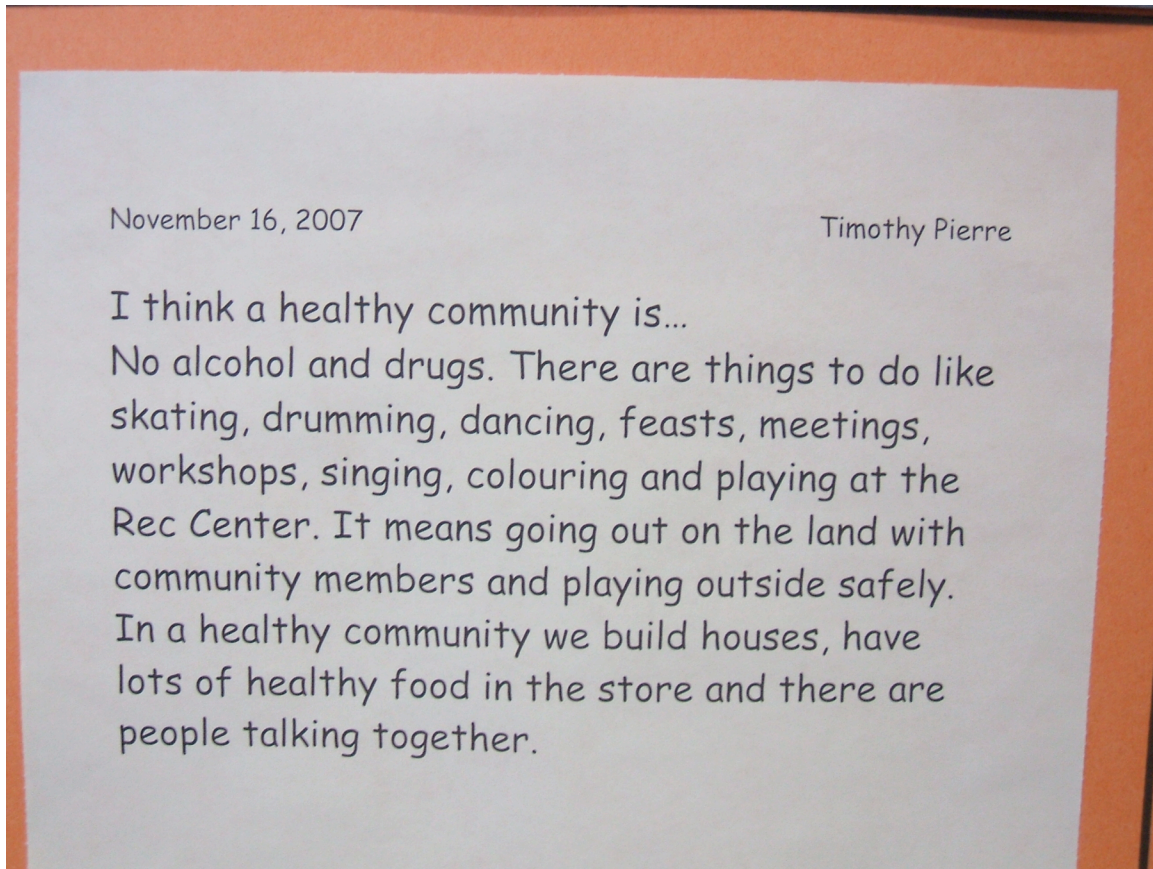 November 16, 2007 Timothy Pierre
I think a healthy community is...
No alcohol and drugs. There are things to do like
skating, drumming, dancing, feasts, meetings,
workshops, singing, colouring and playing at the
Rec Center. It means going out on the land with
community members and playing outside safely.
In a healthy community we build houses, have
lots of healthy food in the store and there are
people talking together.